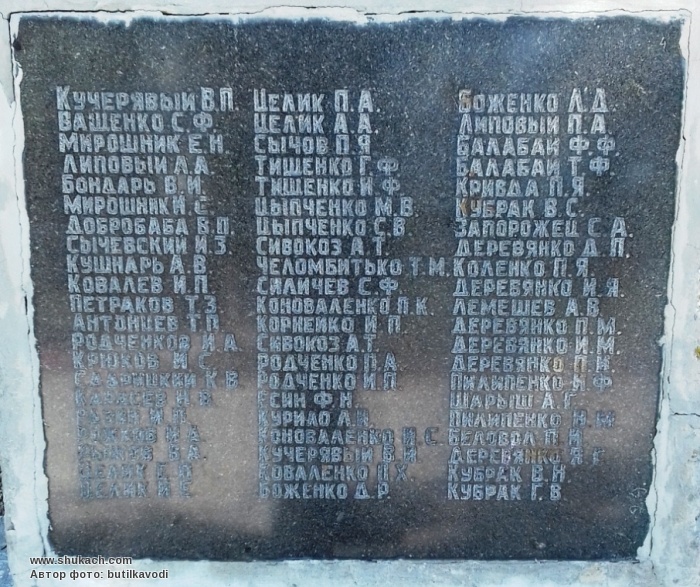 КУЧЕРЯВЫЙ В.П.
ВАЩЕНКО С.Ф.
МИРОШНИК Е.Н.
ЛИПОВЫЙ А.А.
БОНДАРЬ В.И.
МИРОШНИК И.С.
ДОБРОБАБА В.П.
СЫЧЕВСКИЙ И.З.
КУШНАРЬ А.В.
КОВАЛЕВ И.П.
ПЕТРАКОВ Т.З.
АНТОНЦЕВ Т.П.
РОДЧЕНКОВ И.А.
КРЮКОВ И.С.
К.В.
КАРАСЕВ Н.В.
ЦЕЛИК
ЦЕЛИК И.Е.
ЦЕЛИК П.А.
ЦЕЛИК А.А.
СЫЧОВ П.Я.
ТИЩЕНКО Г.Ф.
ТИЩЕНКО И.Ф.
ЦЫПЧЕНКО М.В.
ЦЫПЧЕНКО С.В.
СИВОКОЗ А.Т.
ЧЕЛОМБИТЬКО Т.М.
СИЛИЧЕВ С.Ф.
КОНОВАЛЕНКО П.К.
КОРНЕЙКО И.П.
СИВОКОЗ А.Т.
РОДЧЕНКО П.А.
РОДЧЕНКО И.П.
ЕСИН Ф.Н.
КУРИЛО
КОНОВАЛЕНКО И.С.
КУЧЕРЯВЫЙ В.И.
КОВАЛЕНКО П.Х.
БОЖЕНКО Д.Р.
БОЖЕНКО Л.Д.
ЛИПОВЫЙ П.А.
БАЛАБАЙ Ф.Ф.
БАЛАБАЙ Т.Ф.
КРИВДА П.Я.
КУБРАК В.С.
ЗАПОРОЖЕЦ С.А.
ДЕРЕВЯНКО Д.П.
КОЛЕНКО П.Я.
ДЕРЕВЯНКО И.Я.
ЛЕМЕШЕВ А.В.
ДЕРЕВЯНКО П.М.
ДЕРЕВЯНКО И.М.
ДЕРЕВЯНКО П.И.
ПИЛИПЕНКО Н.Ф.
ШАРЫШ А.Г.
ПИЛИПЕНКО
БЕЛОВОЛ П.И.
ДЕРЕВЯНКО Я.Г.
КУБРАК В.Н.
КУБРАК Г.В.
www.shukach.com
Автор фото: butilkavodi